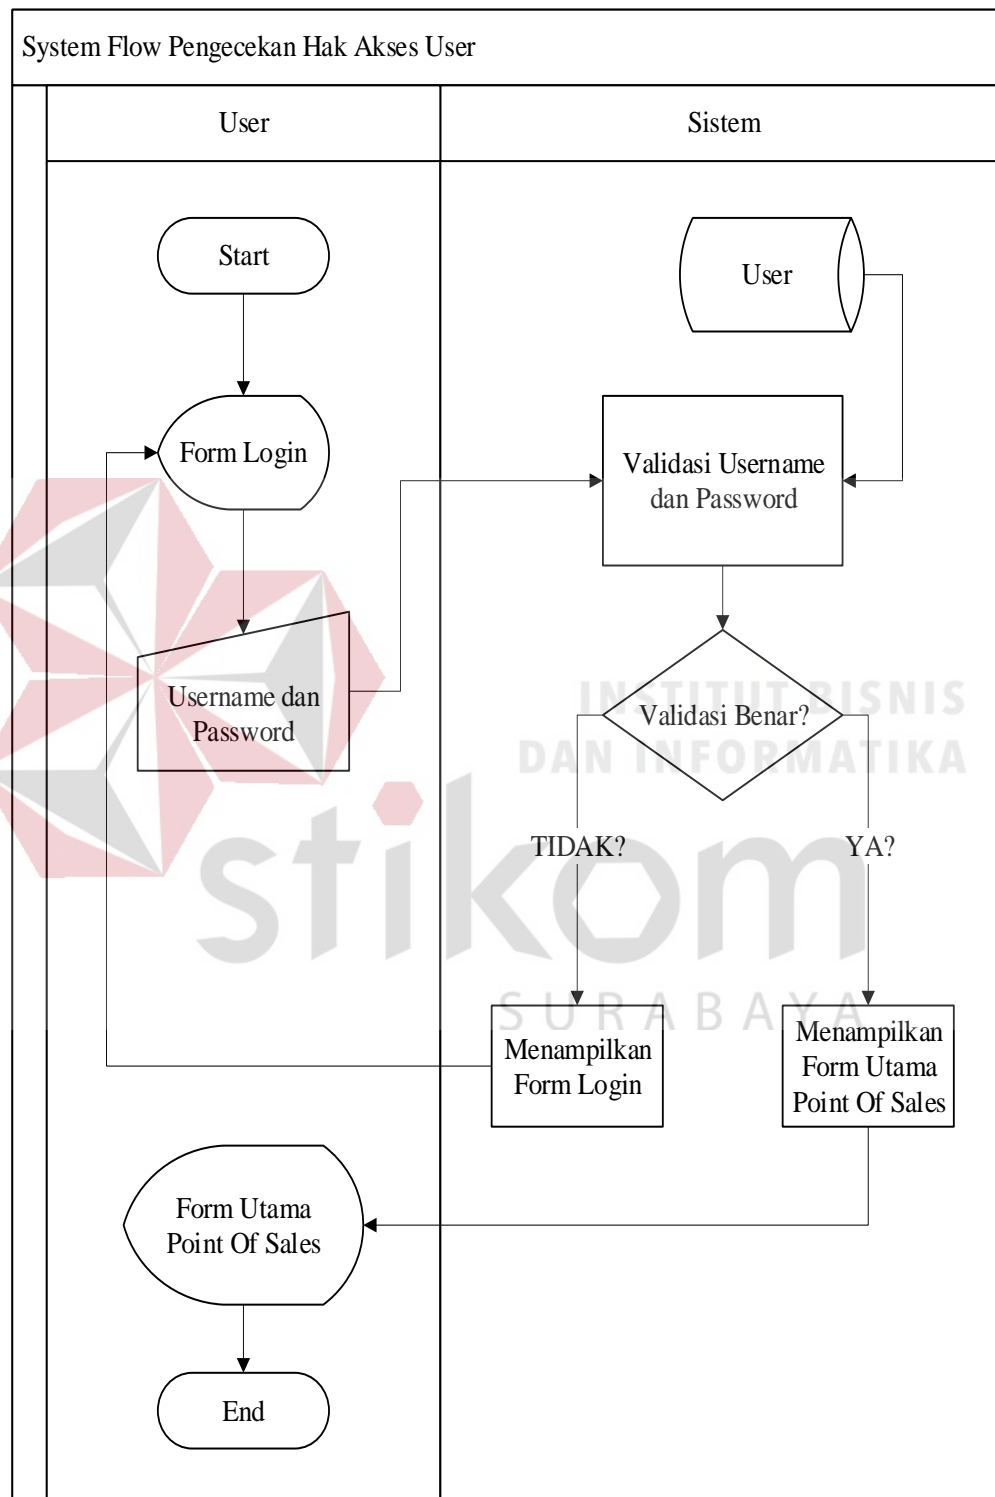 System Flow Pengecekan Hak Akses User
User
Sistem
Start
User
Form Login
Validasi Username
dan Password
Username dan
Password
Validasi Benar?
INSTITUT BISNIS
DAN INFORMATIKA
TIDAK?
YA?
stikom
SURABAYA
Menampilkan
Form Login
Menampilkan
Form Utama
Point Of Sales
Form Utama
Point Of Sales
End